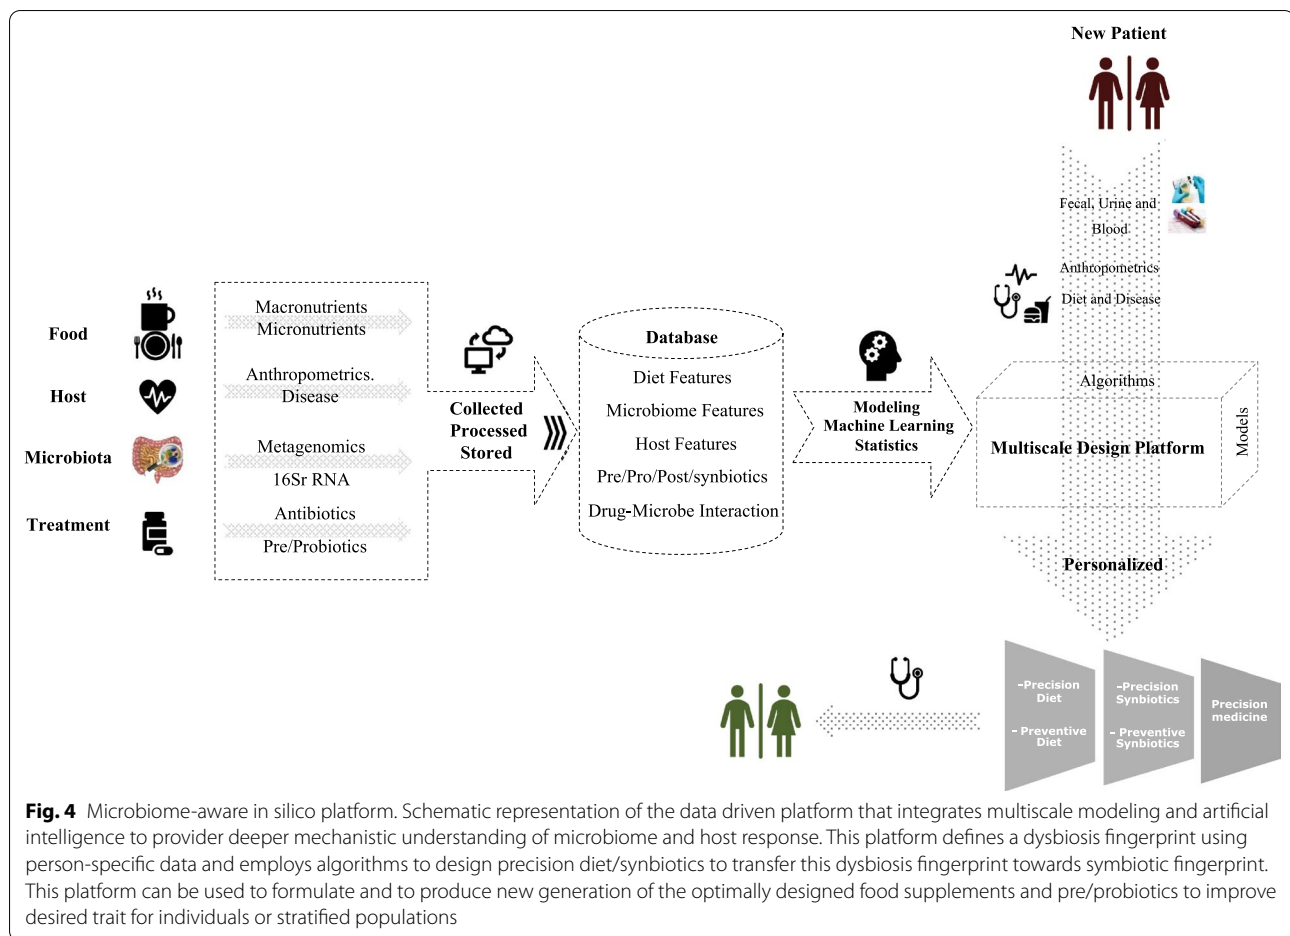 New Patient
Fecal, Urine and
Blood
Anthropometrics
Diet and Disease
Food
Host
Microbiota
Treatment
Macronutrients
Micronutrients
Anthropometrics.
Disease
Metagenomics
16Sr RNA
Antibiotics
Pre/Probiotics
Collected
Processed
Stored
Database
Diet Features
Microbiome Features
Host Features
Pre/Pro/Post/synbiotics
Drug-Microbe Interaction
Modeling
Machine Learning
Statistics
Algorithms
Multiscale Design Platform
Models
Personalized
–Precision
Diet
– Preventive
Diet
–Precision
Synbiotics
– Preventive
Synbiotics
Precision
medicine
Fig. 4 Microbiome-aware in silico platform. Schematic representation of the data driven platform that integrates multiscale modeling and artificial
intelligence to provider deeper mechanistic understanding of microbiome and host response. This platform defines a dysbiosis fingerprint using
person-specific data and employs algorithms to design precision diet/synbiotics to transfer this dysbiosis fingerprint towards symbiotic fingerprint.
This platform can be used to formulate and to produce new generation of the optimally designed food supplements and pre/probiotics to improve
desired trait for individuals or stratified populations